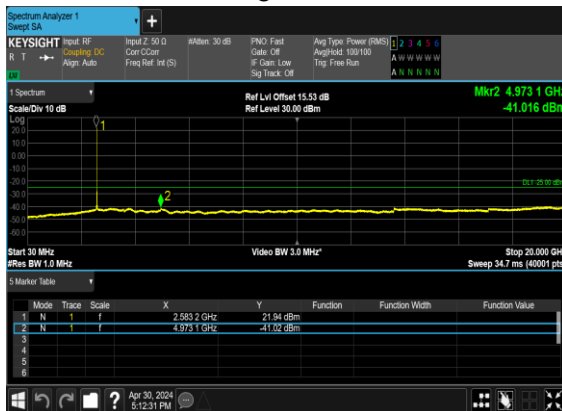 Spectrum Analyzer 1
Swept SA
+
KEYSIGHT Input: RF Input Z: 50 Ω #Atten: 30 dB PNO: Fast Avg Type: Power (RMS) 1 2 3 4 5 6
R T Coupling: DC Corr CCorr Gate: Off Avg|Hold: 100/100 A W W W W W
Align: Auto Freq Ref: Int (S) IF Gain: Low Trig: Free Run
Sig Track: Off A N N N N N
1 Spectrum
Scale/Div 10 dB
Ref Lvl Offset 15.53 dB
Ref Level 30.00 dBm
Mkr2 4.973 1 GHz
-41.016 dBm
Log
20.0
10.0
0.00
-10.0
-20.0
-30.0
-40.0
-50.0
-60.0
1
2
DL1 -25.00 dBm
Start 30 MHz Video BW 3.0 MHz* Stop 20.000 GH
#Res BW 1.0 MHz Sweep 34.7 ms (40001 pts
5 Marker Table
Mode Trace Scale X Y Function Function Width Function Value
1 N 1 f 2.583 2 GHz 21.94 dBm
2 N 1 f 4.973 1 GHz -41.02 dBm
3
4
5
6
? Apr 30, 2024
5:12:31 PM